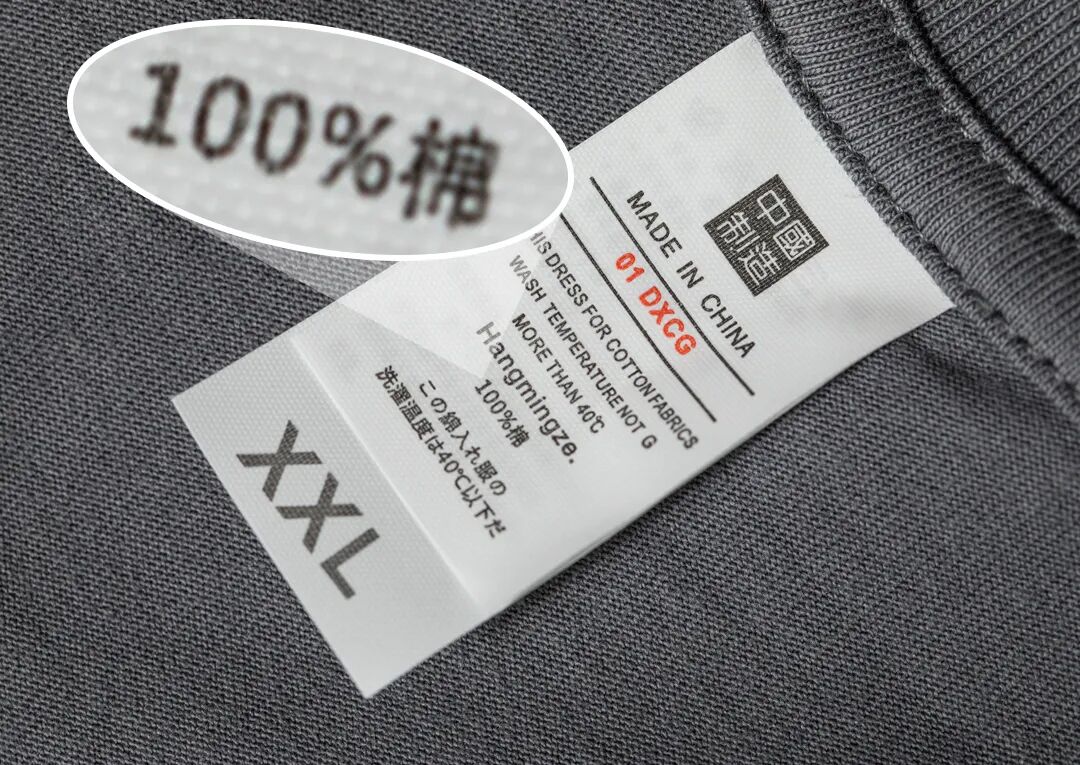 100%棉
中國
制造
MADE IN CHINA
01 DXCG
HIS DRESS FOR COTTON FABRICS
WASH TEMPERATURE NOT G
MORE THAN 40℃
Hangmingze.
100%棉
この綿入れ服の
洗濯温度は40℃以下だ
XXL